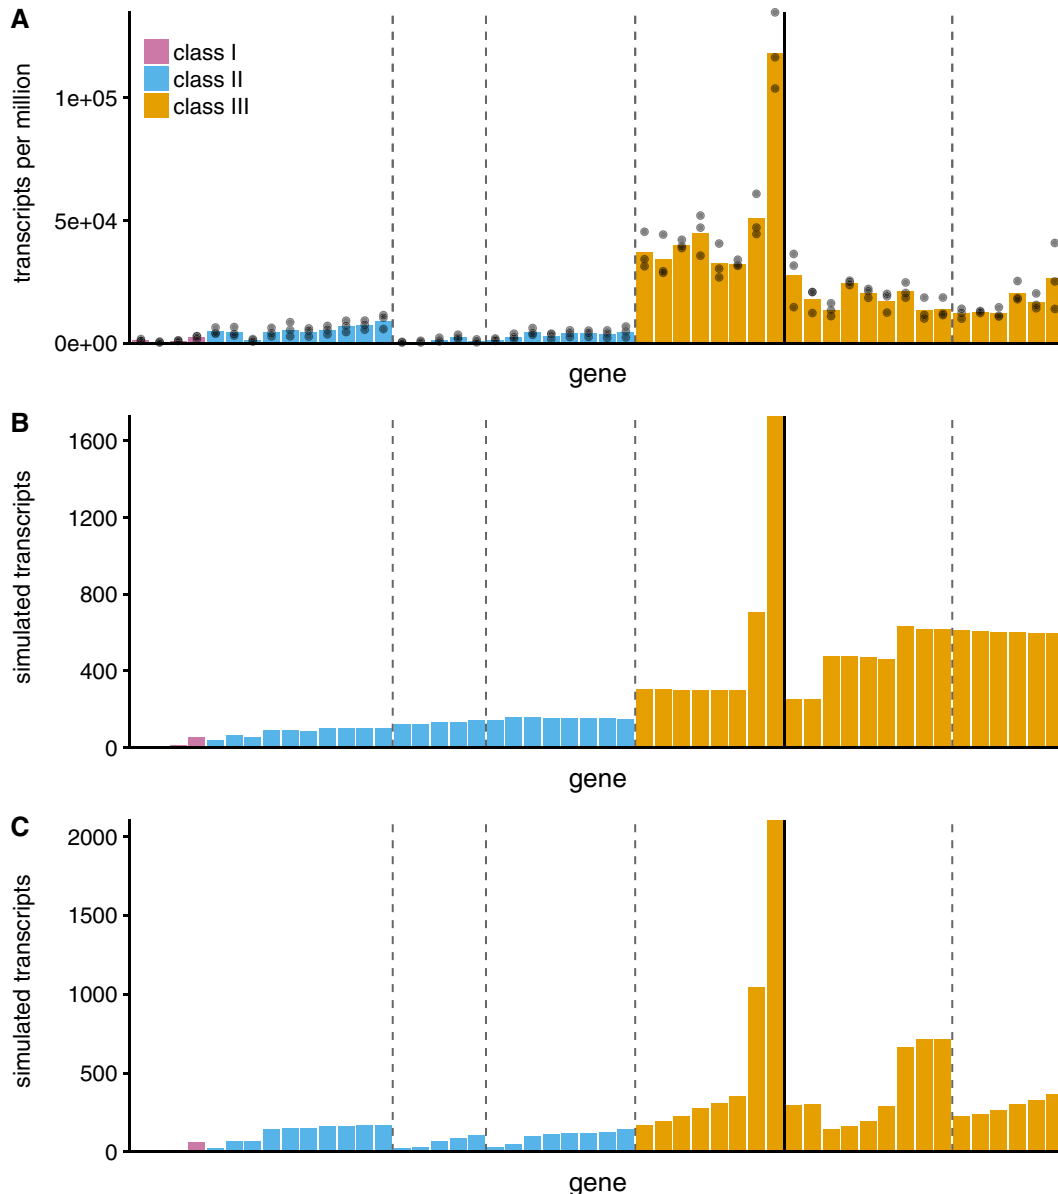 A
class I
class II
class III
transcripts per million
1e+05
5e+04
0e+00
gene
B
simulated transcripts
1600
1200
800
400
0
gene
C
simulated transcripts
2000
1500
1000
500
0
gene